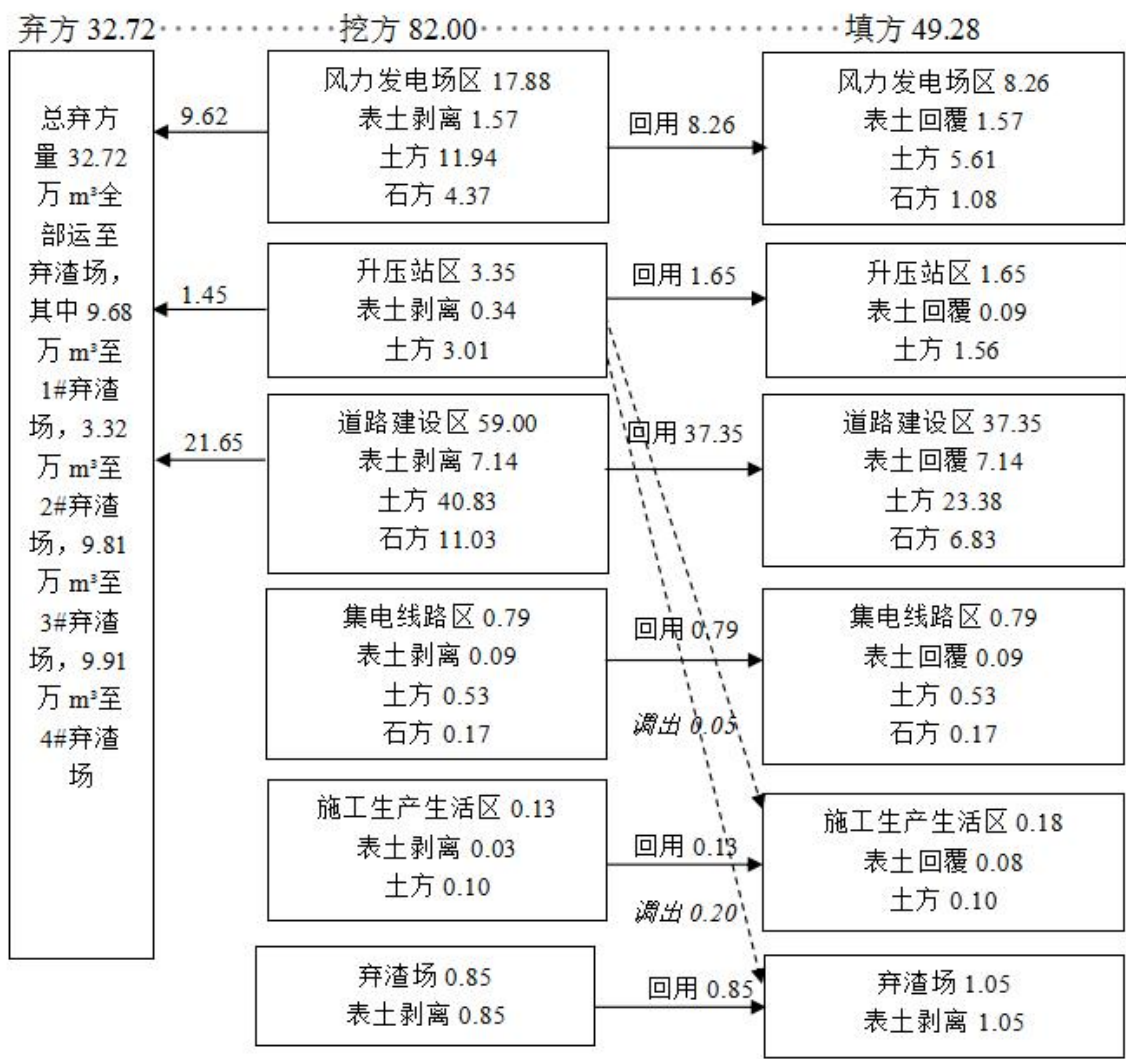 弃方 32.72············挖方 82.00·······················填方 49.28
总弃方
量 32.72
万 m³全
部运至
弃渣场，
其中 9.68
万 m³至
1#弃渣
场，3.32
万 m³至
2#弃渣
场，9.81
万 m³至
3#弃渣
场，9.91
万 m³至
4#弃渣
场
9.62
1.45
21.65
风力发电场区 17.88
表土剥离 1.57
土方 11.94
石方 4.37
回用 8.26
风力发电场区 8.26
表土回覆 1.57
土方 5.61
石方 1.08
升压站区 3.35
表土剥离 0.34
土方 3.01
回用 1.65
升压站区 1.65
表土回覆 0.09
土方 1.56
道路建设区 59.00
表土剥离 7.14
土方 40.83
石方 11.03
回用 37.35
道路建设区 37.35
表土回覆 7.14
土方 23.38
石方 6.83
集电线路区 0.79
表土剥离 0.09
土方 0.53
石方 0.17
回用 0.79
调出 0.05
集电线路区 0.79
表土回覆 0.09
土方 0.53
石方 0.17
施工生产生活区 0.13
表土剥离 0.03
土方 0.10
回用 0.13
调出 0.20
施工生产生活区 0.18
表土回覆 0.08
土方 0.10
弃渣场 0.85
表土剥离 0.85
回用 0.85
弃渣场 1.05
表土剥离 1.05